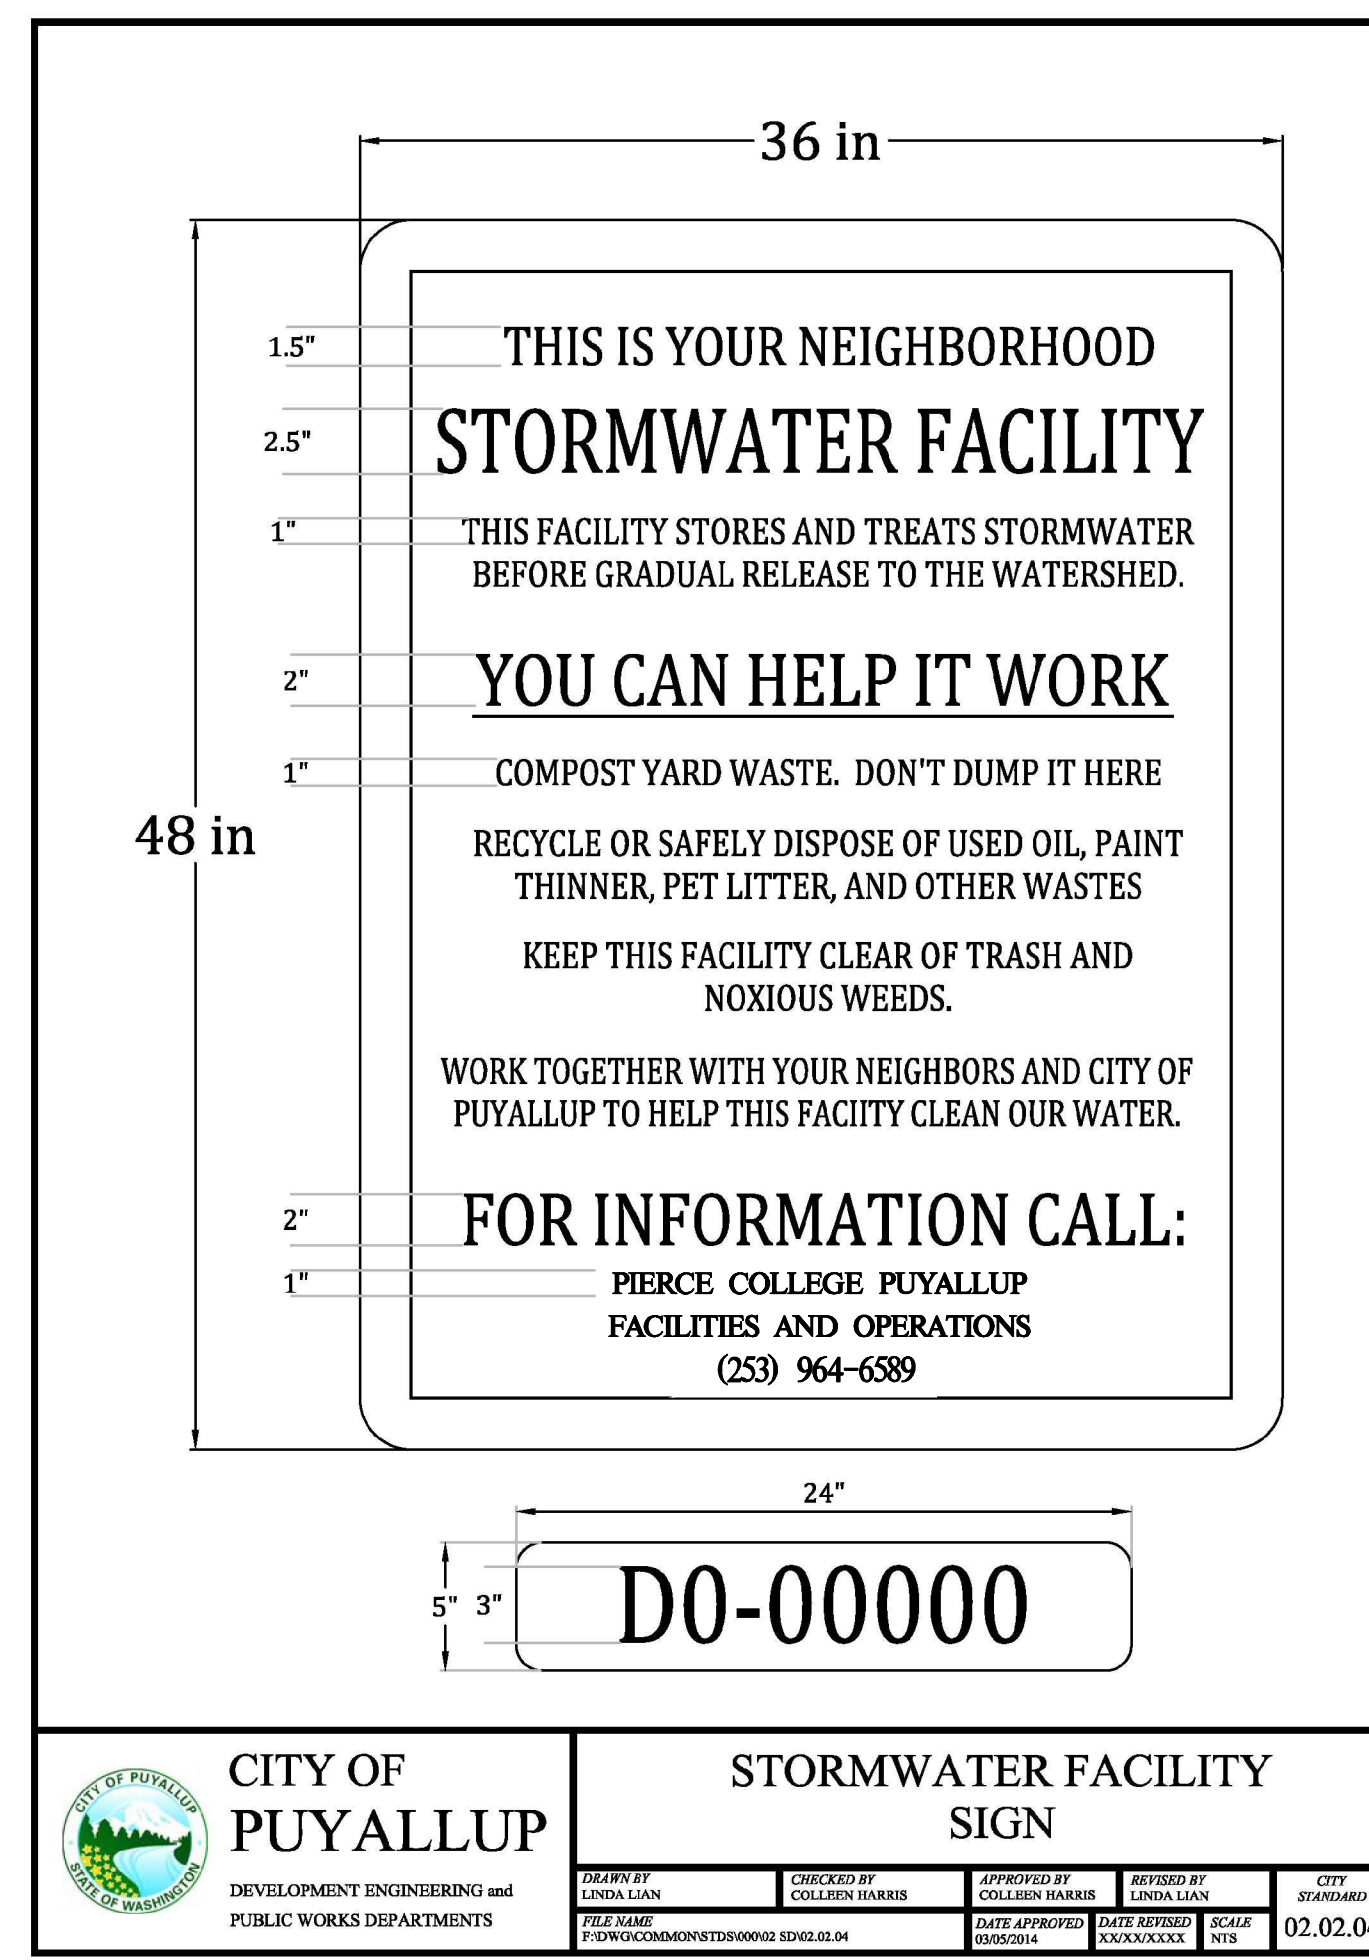 36 in
THIS IS YOUR NEIGHBORHOOD
1.5"
STORMWATER FACILITY
2.5"
THIS FACILITY STORES AND TREATS STORMWATER
1"
BEFORE GRADUAL RELEASE TO THE WATERSHED.
YOU CAN HELP IT WORK
2"
COMPOST YARD WASTE. DON'T DUMP IT HERE
1"
48 in
RECYCLE OR SAFELY DISPOSE OF USED OIL, PAINT
THINNER, PET LITTER, AND OTHER WASTES
KEEP THIS FACILITY CLEAR OF TRASH AND
NOXIOUS WEEDS.
WORK TOGETHER WITH YOUR NEIGHBORS AND CITY OF
PUYALLUP TO HELP THIS FACIITY CLEAN OUR WATER.
FOR INFORMATION CALL:
2"
PIERCE COLLEGE PUYALLUP
1"
FACILITIES AND OPERATIONS
(253) 964-6589
24"
D0-00000
5" 3"
CITY OF PUYALLUP
STATE OF WASHINGTON
CITY OF
PUYALLUP
DEVELOPMENT ENGINEERING and
PUBLIC WORKS DEPARTMENTS
STORMWATER FACILITY
SIGN
DRAWN BY
LINDA LIAN
CHECKED BY
COLLEEN HARRIS
APPROVED BY
COLLEEN HARRIS
REVISED BY
LINDA LIAN
CITY
STANDARD
FILE NAME
F:\DWG\COMMON\STDS\000\02 SD\02.02.04
DATE APPROVED
03/05/2014
DATE REVISED
XX/XX/XXXX
SCALE
NTS